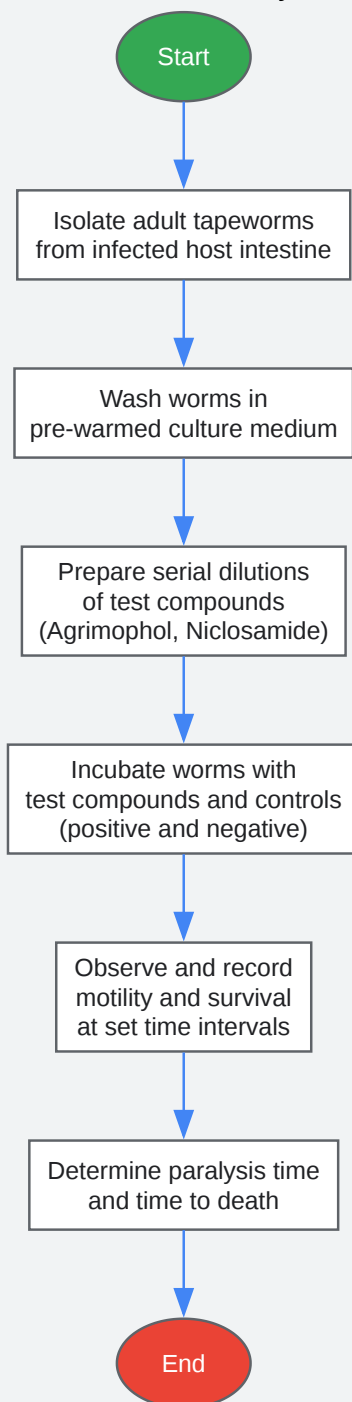 Start
Isolate adult tapeworms
from infected host intestine
Wash worms in
pre-warmed culture medium
Prepare serial dilutions
of test compounds
(Agrimophol, Niclosamide)
Incubate worms with
test compounds and controls
(positive and negative)
Observe and record
motility and survival
at set time intervals
Determine paralysis time
and time to death
End